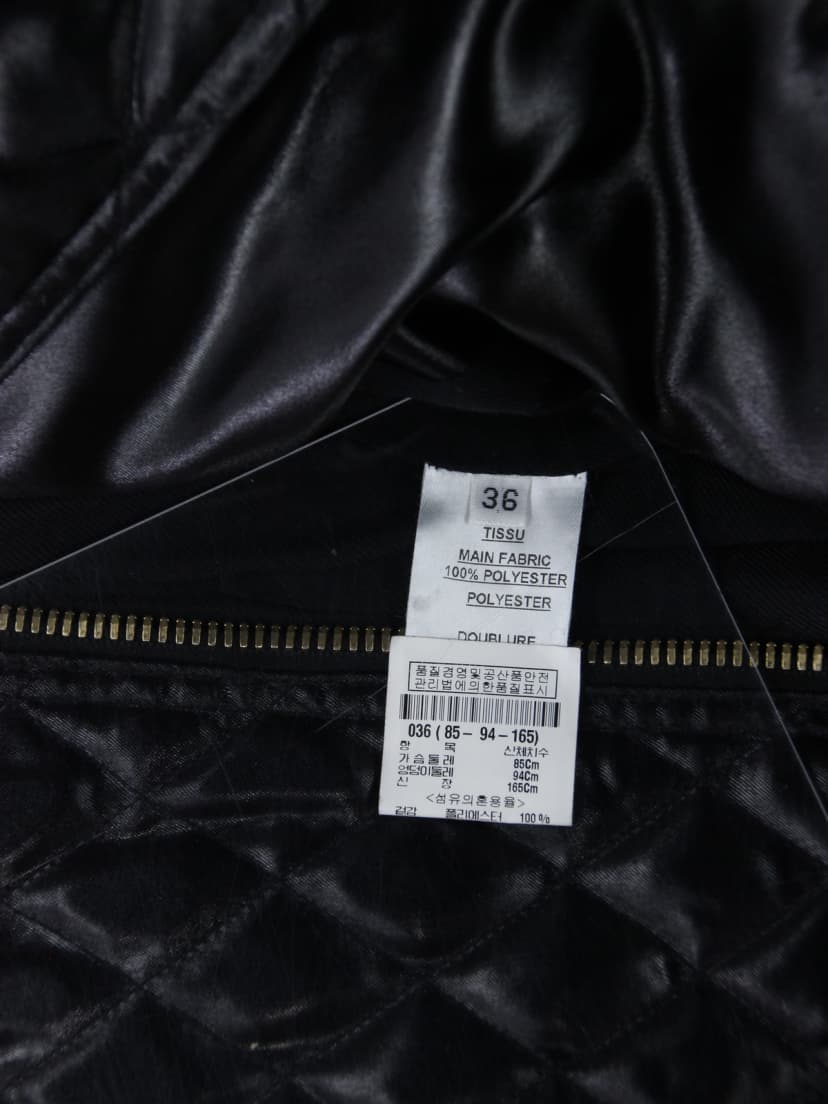 36
TISSU
MAIN FABRIC
100% POLYESTER
POLYESTER
DOUBLURE
품질경영및공산품안전
관리법에의한품질표시
036 ( 85 - 94 - 165)
항 목 신체치수
가슴둘레 85Cm
엉덩이둘레 94Cm
신 장 165Cm
<섬유의혼용율>
겉감 폴리에스터 100 %